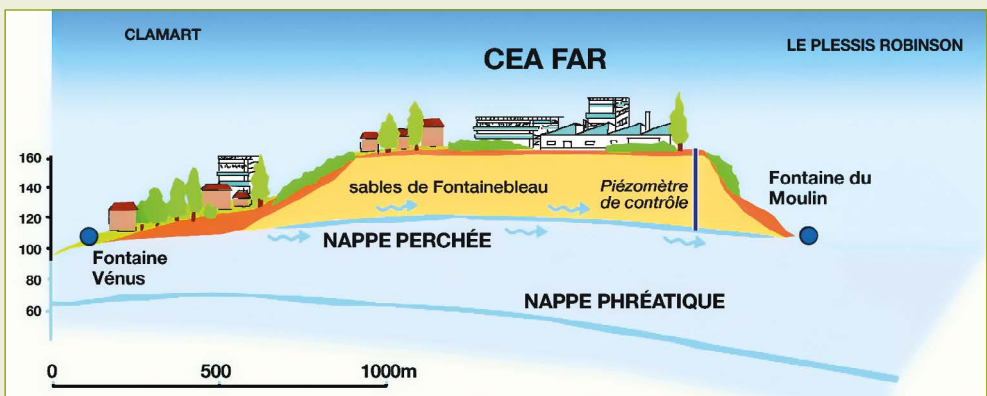 CLAMART
LE PLESSIS ROBINSON
CEA FAR
160
140
120
100
80
60
sables de Fontainebleau
Piézomètre
de contrôle
Fontaine du
Moulin
NAPPE PERCHÉE
Fontaine
Vénus
NAPPE PHRÉATIQUE
0
500
1000m